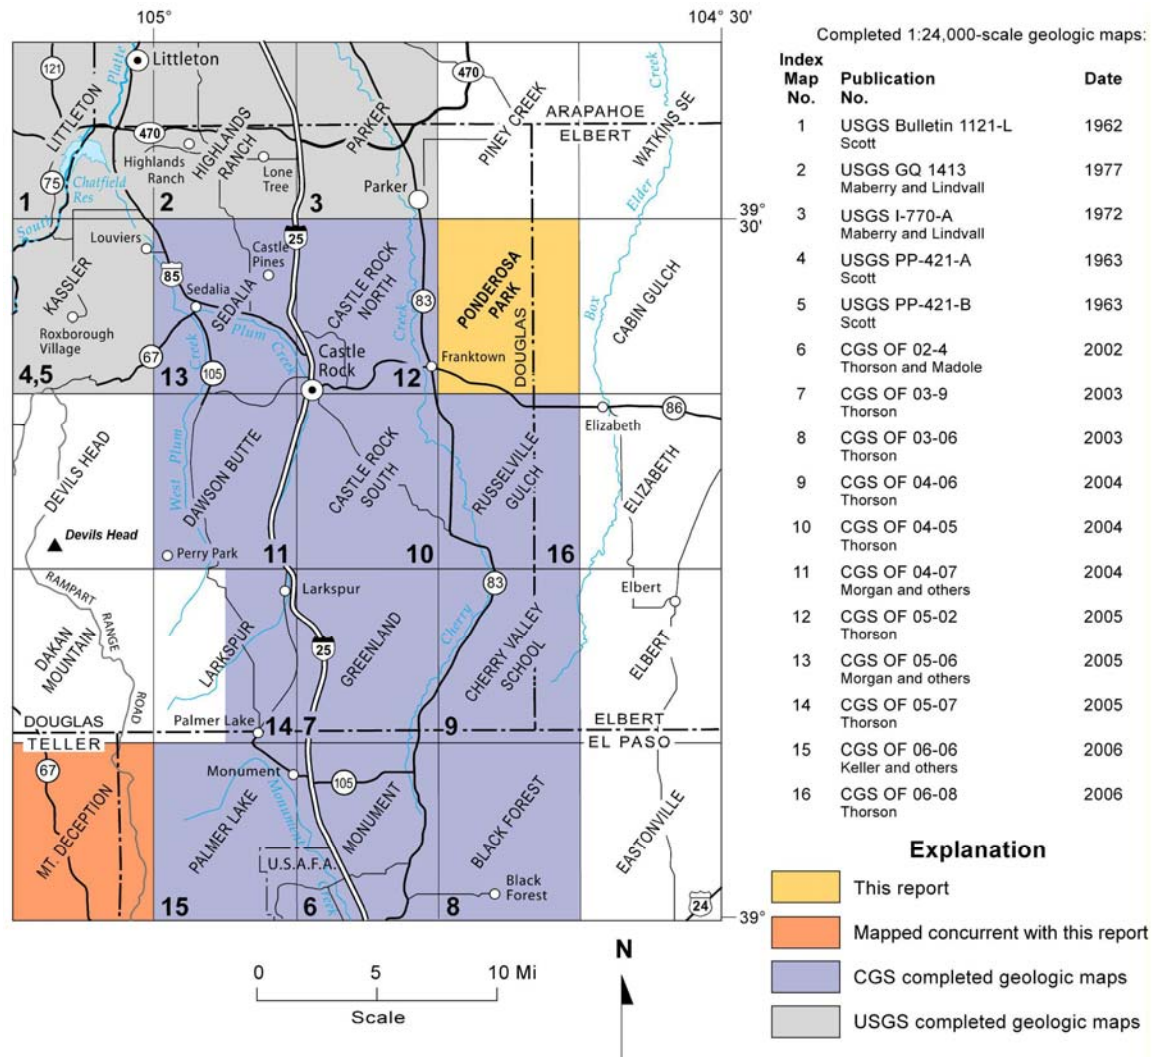 105°
104° 30'
Completed 1:24,000-scale geologic maps:
Index Map No.
Publication No.
Date
1 USGS Bulletin 1121-L 1962
Scott
2 USGS GQ 1413 1977
Maberry and Lindvall
3 USGS I-770-A 1972
Maberry and Lindvall
4 USGS PP-421-A 1963
Scott
5 USGS PP-421-B 1963
Scott
6 CGS OF 02-4 2002
Thorson and Madole
7 CGS OF 03-9 2003
Thorson
8 CGS OF 03-06 2003
Thorson
9 CGS OF 04-06 2004
Thorson
10 CGS OF 04-05 2004
Thorson
11 CGS OF 04-07 2004
Morgan and others
12 CGS OF 05-02 2005
Thorson
13 CGS OF 05-06 2005
Morgan and others
14 CGS OF 05-07 2005
Thorson
15 CGS OF 06-06 2006
Keller and others
16 CGS OF 06-08 2006
Thorson
Explanation
This report
Mapped concurrent with this report
CGS completed geologic maps
USGS completed geologic maps
121
Platte
Littleton
470
Creek
LITTLETON
470
HIGHLANDS
RANCH
PARKER
PINEY CREEK
ARAPAHOE
ELBERT
WATKINS SE
Highlands
Ranch
Lone
Tree
75
Chatfield
Res
Parker
Elder
1
2
3
South
39°
30'
Louviers
Castle
Pines
25
85
KASSLER
Sedalia
SEDALIA
CASTLE ROCK
NORTH
83
PONDEROSA
PARK
Box
CABIN GULCH
Roxborough
Village
Plum
Creek
Creek
67
Creek
Castle
Rock
Franktown
DOUGLAS
4,5
13
105
12
86
Elizabeth
DEVILS HEAD
West Plum
DAWSON BUTTE
CASTLE ROCK
SOUTH
RUSSELVILLE
GULCH
ELIZABETH
Devils Head
Perry Park
11
10
16
RAMPART
RANGE
ROAD
Larkspur
83
Elbert
DAKAN
MOUNTAIN
LARKSPUR
25
GREENLAND
Cherry
CHERRY VALLEY
SCHOOL
ELBERT
DOUGLAS
TELLER
Palmer Lake
14
7
9
ELBERT
EL PASO
67
Monument
105
MT. DECEPTION
PALMER LAKE
Monument
Creek
MONUMENT
BLACK FOREST
EASTONVILLE
U.S.A.F.A.
Black
Forest
15
6
8
24
39°
0 5 10 Mi
Scale
N